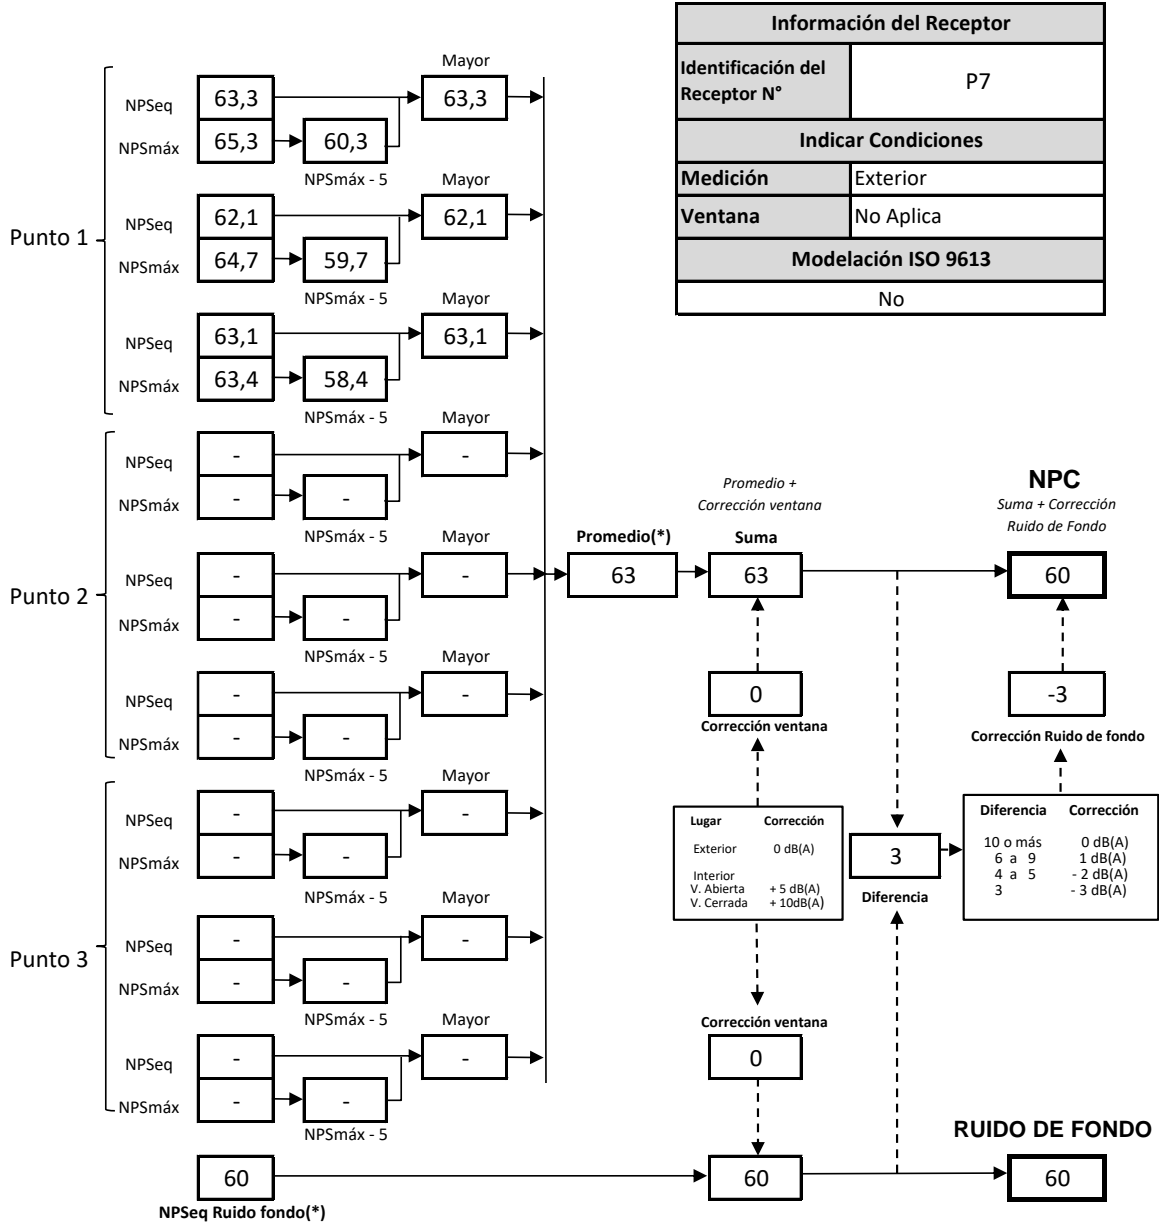 Información del Receptor
Identificación del
Receptor N°
P7
Indicar Condiciones
Medición
Exterior
Ventana
No Aplica
Modelación ISO 9613
No
Punto 1
Mayor
NPSeq
63,3
63,3
NPSmáx
65,3
60,3
NPSmáx - 5
Mayor
NPSeq
62,1
62,1
NPSmáx
64,7
59,7
NPSmáx - 5
Mayor
NPSeq
63,1
63,1
NPSmáx
63,4
58,4
NPSmáx - 5
Punto 2
Mayor
NPSeq
-
-
NPSmáx
-
-
NPSmáx - 5
Mayor
NPSeq
-
-
NPSmáx
-
-
NPSmáx - 5
Mayor
NPSeq
-
-
NPSmáx
-
-
NPSmáx - 5
Punto 3
Mayor
NPSeq
-
-
NPSmáx
-
-
NPSmáx - 5
Mayor
NPSeq
-
-
NPSmáx
-
-
NPSmáx - 5
Mayor
NPSeq
-
-
NPSmáx
-
-
NPSmáx - 5
60
NPSeq Ruido fondo(*)
Promedio(*)
63
Promedio +
Corrección ventana
Suma
63
0
Corrección ventana
Lugar Corrección
Exterior 0 dB(A)
Interior
V. Abierta + 5 dB(A)
V. Cerrada + 10dB(A)
Corrección ventana
0
60
3
Diferencia
NPC
Suma + Corrección
Ruido de Fondo
60
-3
Corrección Ruido de fondo
Diferencia Corrección
10 o más 0 dB(A)
6 a 9 1 dB(A)
4 a 5 - 2 dB(A)
3 - 3 dB(A)
RUIDO DE FONDO
60